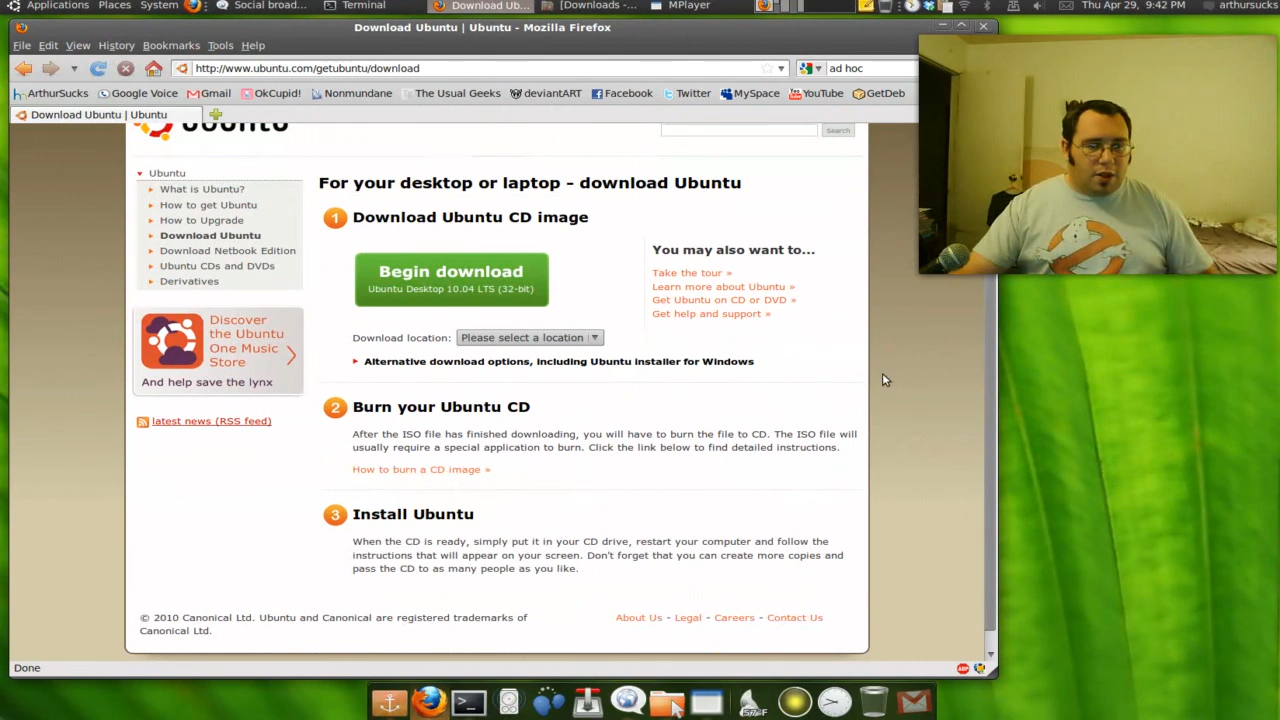 Applications Places System Social broad... Terminal Download Ub... [Downloads -... MPlayer Thu Apr 29, 9:42 PM arthursucks
Download Ubuntu | Ubuntu - Mozilla Firefox
File Edit View History Bookmarks Tools Help
http://www.ubuntu.com/getubuntu/download ad hoc
ArthurSucks Google Voice Gmail OkCupid! Nonmundane The Usual Geeks deviantART Facebook Twitter MySpace YouTube GetDeb
Download Ubuntu | Ubuntu
ubuntu
Search
Ubuntu
What is Ubuntu?
How to get Ubuntu
How to Upgrade
Download Ubuntu
Download Netbook Edition
Ubuntu CDs and DVDs
Derivatives
Discover
the Ubuntu
One Music
Store
And help save the lynx
latest news (RSS feed)
For your desktop or laptop – download Ubuntu
1 Download Ubuntu CD image
Begin download
Ubuntu Desktop 10.04 LTS (32-bit)
Download location: Please select a location
You may also want to...
Take the tour »
Learn more about Ubuntu »
Get Ubuntu on CD or DVD »
Get help and support »
Alternative download options, including Ubuntu installer for Windows
2 Burn your Ubuntu CD
After the ISO file has finished downloading, you will have to burn the file to CD. The ISO file will
usually require a special application to burn. Click the link below to find detailed instructions.
How to burn a CD image »
3 Install Ubuntu
When the CD is ready, simply put it in your CD drive, restart your computer and follow the
instructions that will appear on your screen. Don't forget that you can create more copies and
pass the CD to as many people as you like.
© 2010 Canonical Ltd. Ubuntu and Canonical are registered trademarks of
Canonical Ltd.
About Us - Legal - Careers - Contact Us
Done
ABP